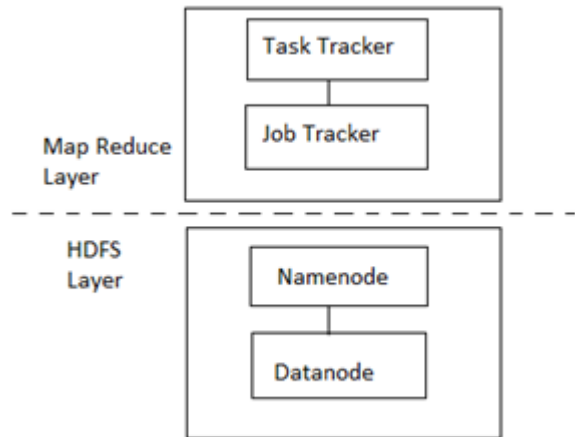 Task Tracker
Job Tracker
Map Reduce
Layer
HDFS
Layer
Namenode
Datanode